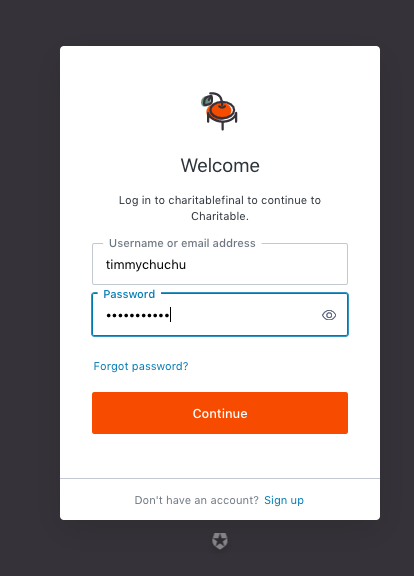 Welcome
Log in to charitablefinal to continue to
Charitable.
Username or email address
timmychuchu
Password
•••••••••••
Forgot password?
Continue
Don't have an account? Sign up